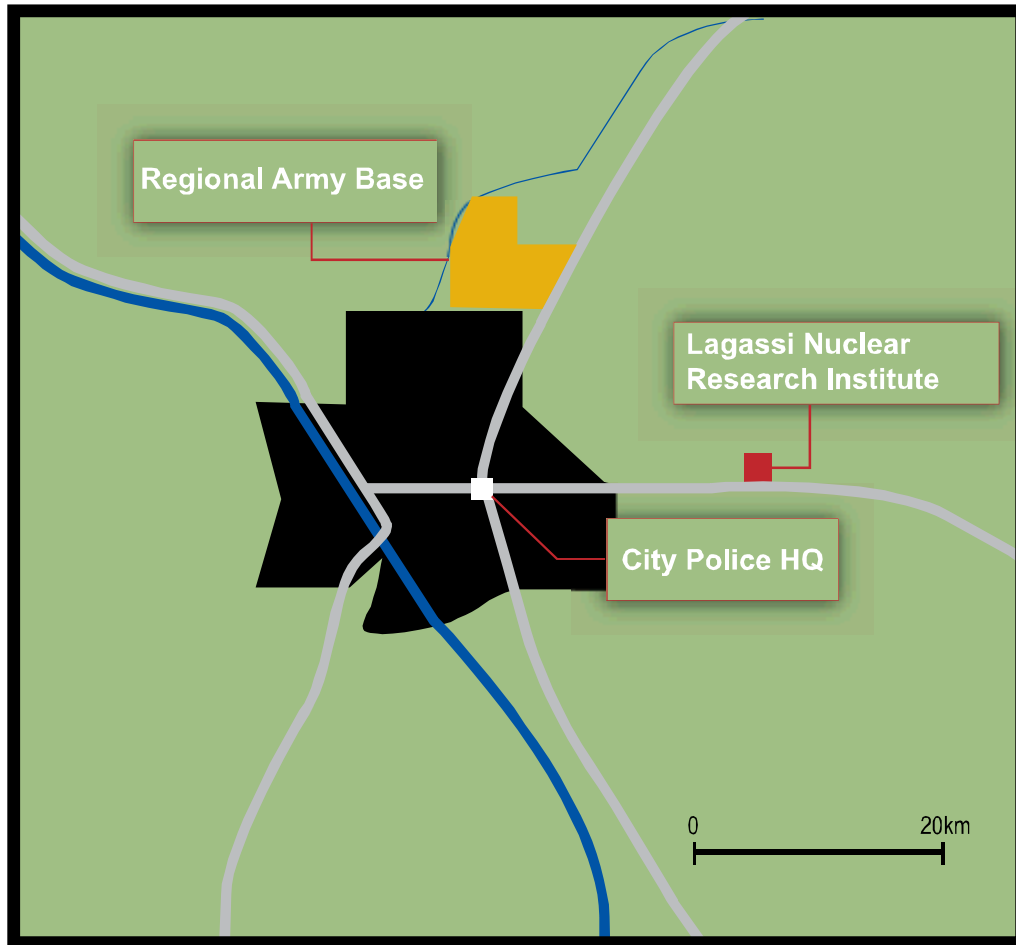 Regional Army Base
Lagassi Nuclear
Research Institute
City Police HQ
0
20km